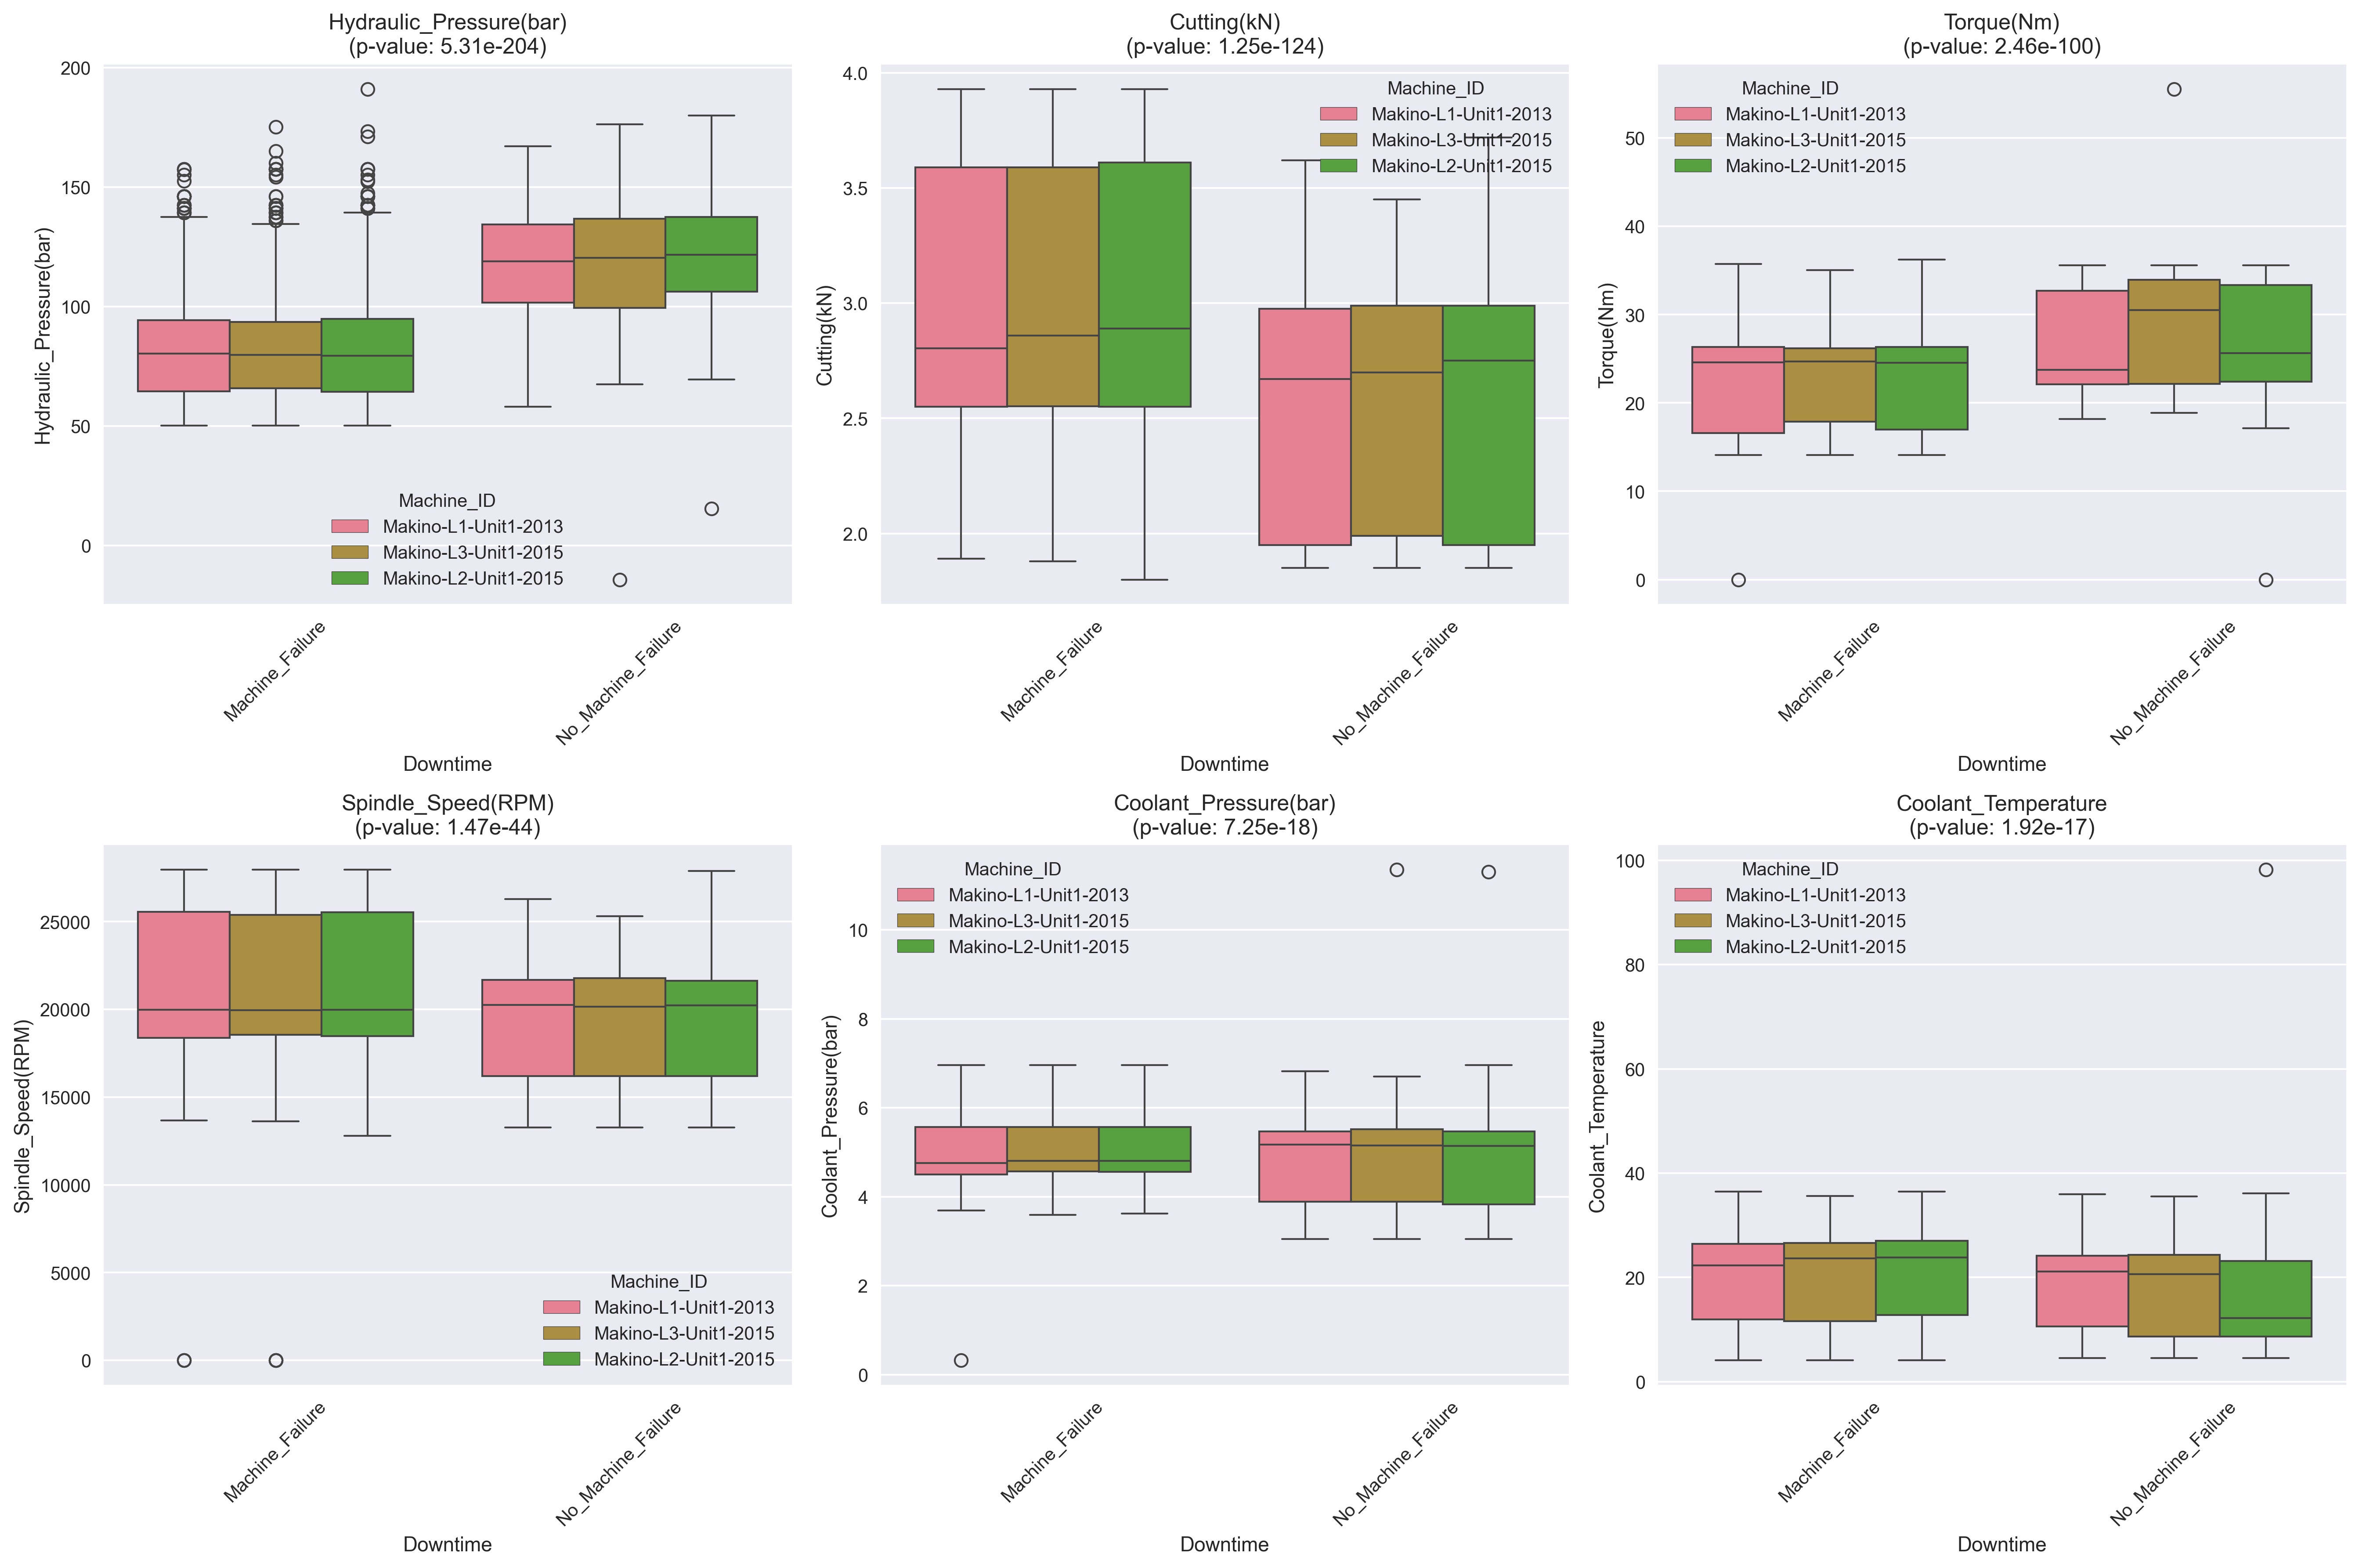 Hydraulic_Pressure(bar)
(p-value: 5.31e-204)
Hydraulic_Pressure(bar)
200
150
100
50
0
Machine_ID
Makino-L1-Unit1-2013
Makino-L3-Unit1-2015
Makino-L2-Unit1-2015
Machine_Failure
No_Machine_Failure
Downtime
Cutting(kN)
(p-value: 1.25e-124)
Cutting(kN)
4.0
3.5
3.0
2.5
2.0
Machine_ID
Makino-L1-Unit1-2013
Makino-L3-Unit1-2015
Makino-L2-Unit1-2015
Machine_Failure
No_Machine_Failure
Downtime
Torque(Nm)
(p-value: 2.46e-100)
Torque(Nm)
50
40
30
20
10
0
Machine_ID
Makino-L1-Unit1-2013
Makino-L3-Unit1-2015
Makino-L2-Unit1-2015
Machine_Failure
No_Machine_Failure
Downtime
Spindle_Speed(RPM)
(p-value: 1.47e-44)
Spindle_Speed(RPM)
25000
20000
15000
10000
5000
0
Machine_ID
Makino-L1-Unit1-2013
Makino-L3-Unit1-2015
Makino-L2-Unit1-2015
Machine_Failure
No_Machine_Failure
Downtime
Coolant_Pressure(bar)
(p-value: 7.25e-18)
Coolant_Pressure(bar)
10
8
6
4
2
0
Machine_ID
Makino-L1-Unit1-2013
Makino-L3-Unit1-2015
Makino-L2-Unit1-2015
Machine_Failure
No_Machine_Failure
Downtime
Coolant_Temperature
(p-value: 1.92e-17)
Coolant_Temperature
100
80
60
40
20
0
Machine_ID
Makino-L1-Unit1-2013
Makino-L3-Unit1-2015
Makino-L2-Unit1-2015
Machine_Failure
No_Machine_Failure
Downtime